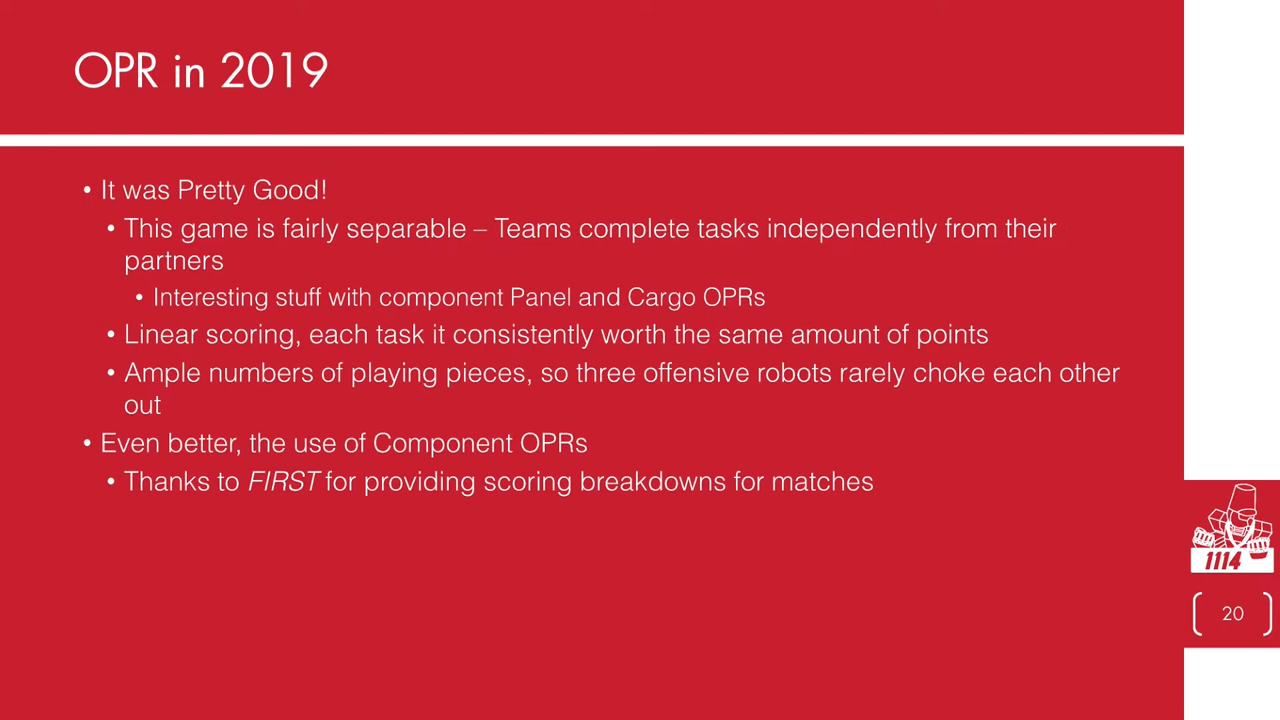 OPR in 2019
• It was Pretty Good!
• This game is fairly separable – Teams complete tasks independently from their
partners
• Interesting stuff with component Panel and Cargo OPRs
• Linear scoring, each task it consistently worth the same amount of points
• Ample numbers of playing pieces, so three offensive robots rarely choke each other
out
• Even better, the use of Component OPRs
• Thanks to FIRST for providing scoring breakdowns for matches
1114
20